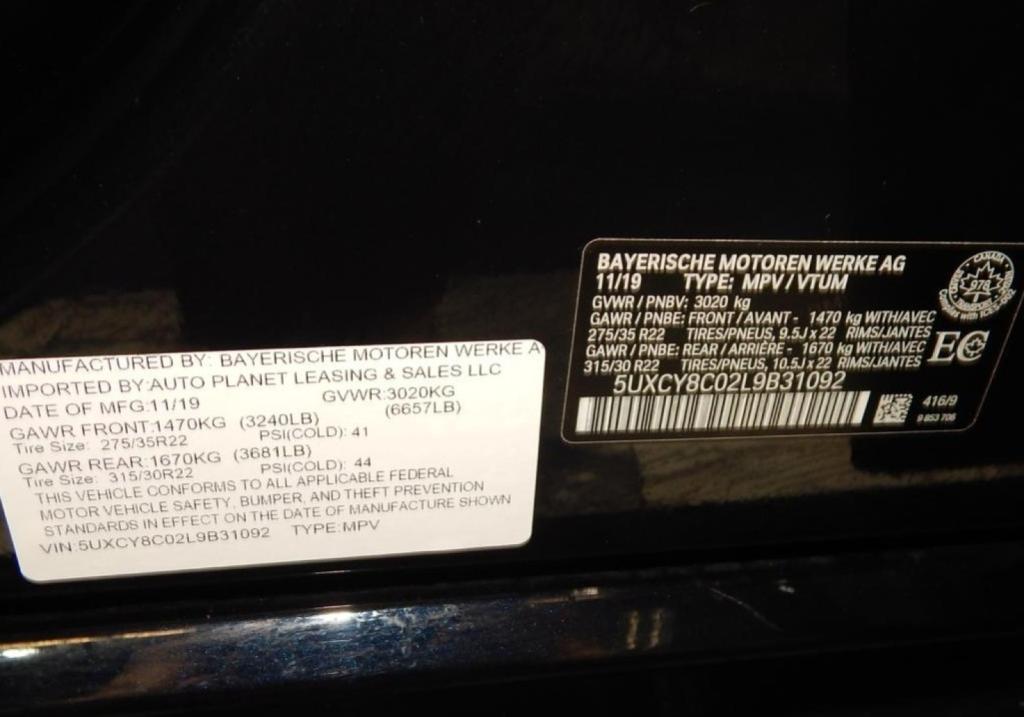 MANUFACTURED BY: BAYERISCHE MOTOREN WERKE A
IMPORTED BY:AUTO PLANET LEASING & SALES LLC
DATE OF MFG:11/19 GVWR:3020KG
(6657LB)
GAWR FRONT:1470KG (3240LB)
Tire Size: 275/35R22 PSI(COLD): 41
GAWR REAR:1670KG (3681LB)
Tire Size: 315/30R22 PSI(COLD): 44
THIS VEHICLE CONFORMS TO ALL APPLICABLE FEDERAL
MOTOR VEHICLE SAFETY, BUMPER, AND THEFT PREVENTION
STANDARDS IN EFFECT ON THE DATE OF MANUFACTURE SHOWN
VIN:5UXCY8C02L9B31092 TYPE:MPV
BAYERISCHE MOTOREN WERKE AG
11/19 TYPE: MPV / VTUM
GVWR / PNBV: 3020 kg
GAWR / PNBE: FRONT / AVANT - 1470 kg WITH/AVEC
275/35 R22 TIRES/PNEUS, 9.5J x 22 RIMS/JANTES
GAWR / PNBE: REAR / ARRIÈRE - 1670 kg WITH/AVEC
315/30 R22 TIRES/PNEUS, 10.5J x 22 RIMS/JANTES
5UXCY8C02L9B31092
416/9
9 853 706
CANADA
978
EC